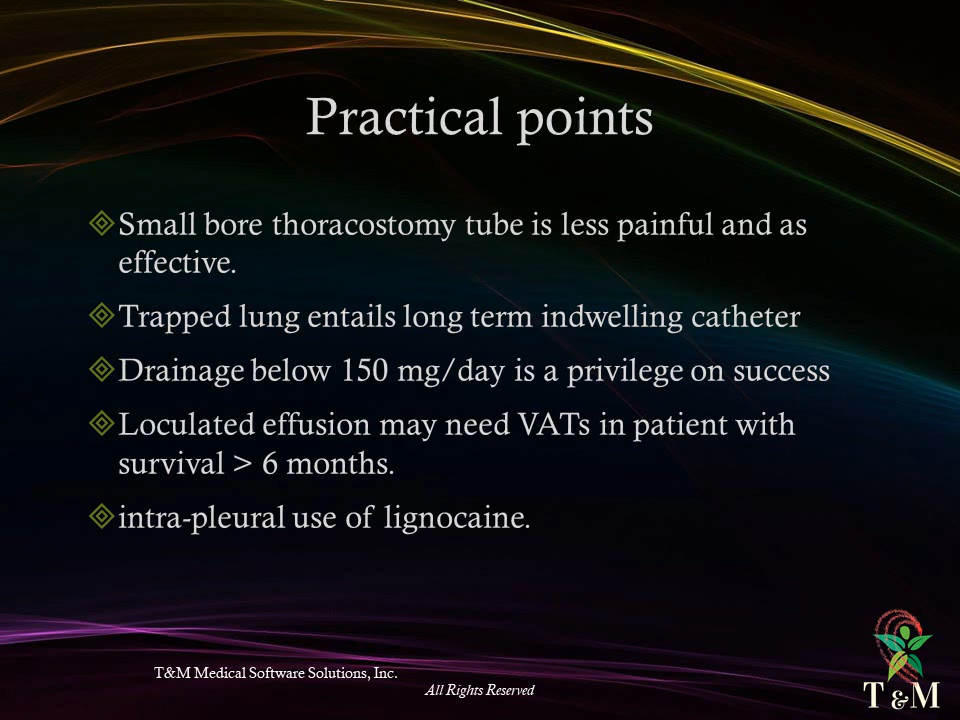 Practical points
Small bore thoracostomy tube is less painful and as
effective.
Trapped lung entails long term indwelling catheter
Drainage below 150 mg/day is a privilege on success
Loculated effusion may need VATs in patient with
survival > 6 months.
intra-pleural use of lignocaine.
T&M Medical Software Solutions, Inc.
All Rights Reserved
T & M